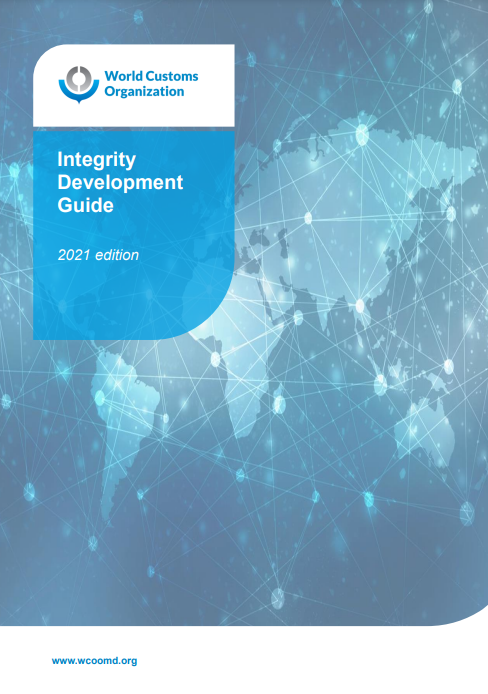 World Customs
Organization
Integrity
Development
Guide
2021 edition
www.wcoomd.org